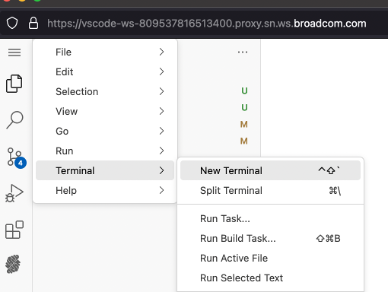 https://vscode-ws-809537816513400.proxy.sn.ws.broadcom.com
File >
Edit >
Selection > U
View > U
Go > M
Run > M
4
Terminal >
New Terminal ^⇧`
Help >
Split Terminal ⌘\
Run Task...
Run Build Task... ⇧⌘B
Run Active File
Run Selected Text